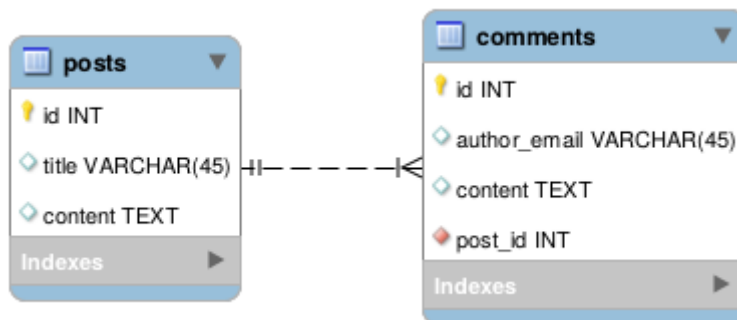 posts
id INT
title VARCHAR(45)
content TEXT
Indexes
comments
id INT
author_email VARCHAR(45)
content TEXT
post_id INT
Indexes